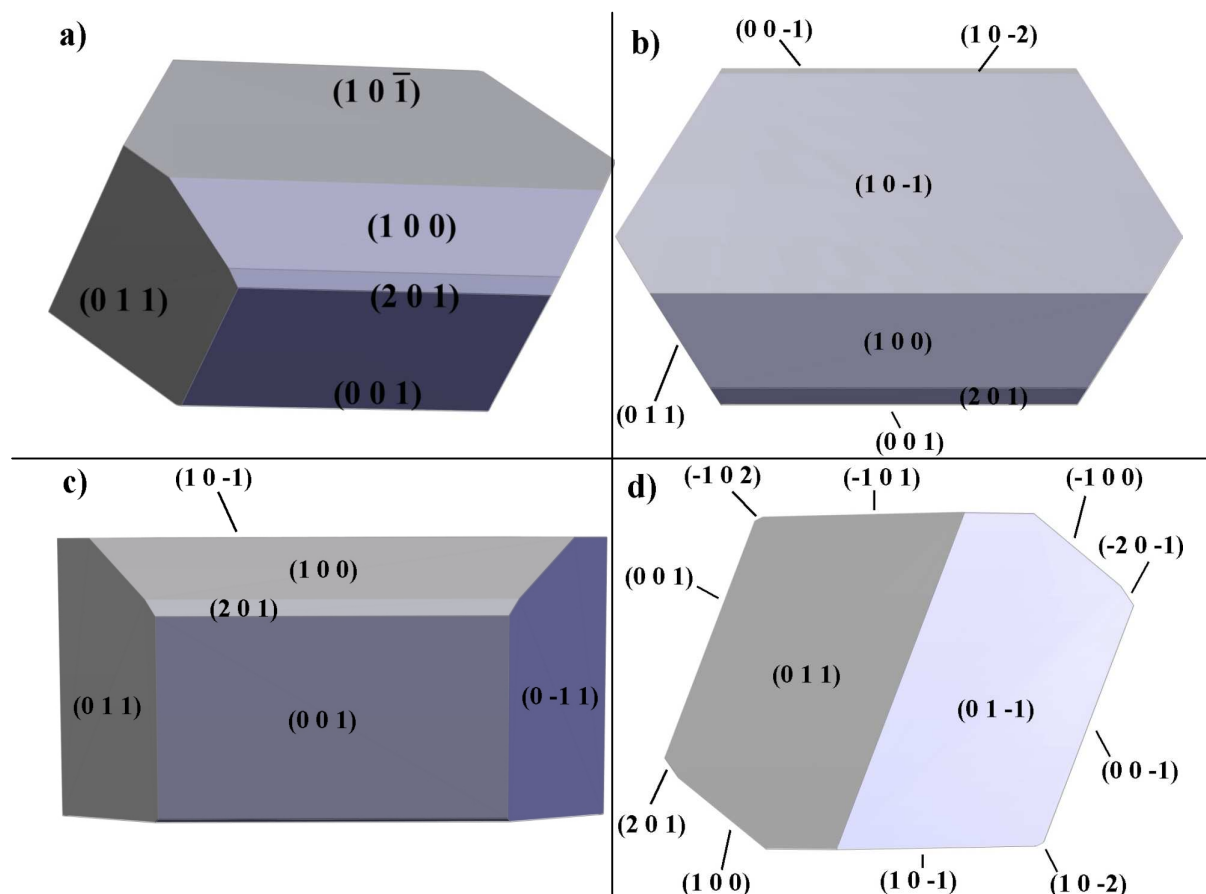 a)
(1 0 1̅)
(1 0 0)
(2 0 1)
(0 1 1)
(0 0 1)
b)
(0 0 -1)
(1 0 -2)
(1 0 -1)
(1 0 0)
(2 0 1)
(0 1 1)
(0 0 1)
c)
(1 0 -1)
(1 0 0)
(2 0 1)
(0 1 1)
(0 0 1)
(0 -1 1)
d)
(-1 0 2)
(-1 0 1)
(-1 0 0)
(-2 0 -1)
(0 0 1)
(0 1 1)
(0 1 -1)
(0 0 -1)
(2 0 1)
(1 0 0)
(1 0 -1)
(1 0 -2)